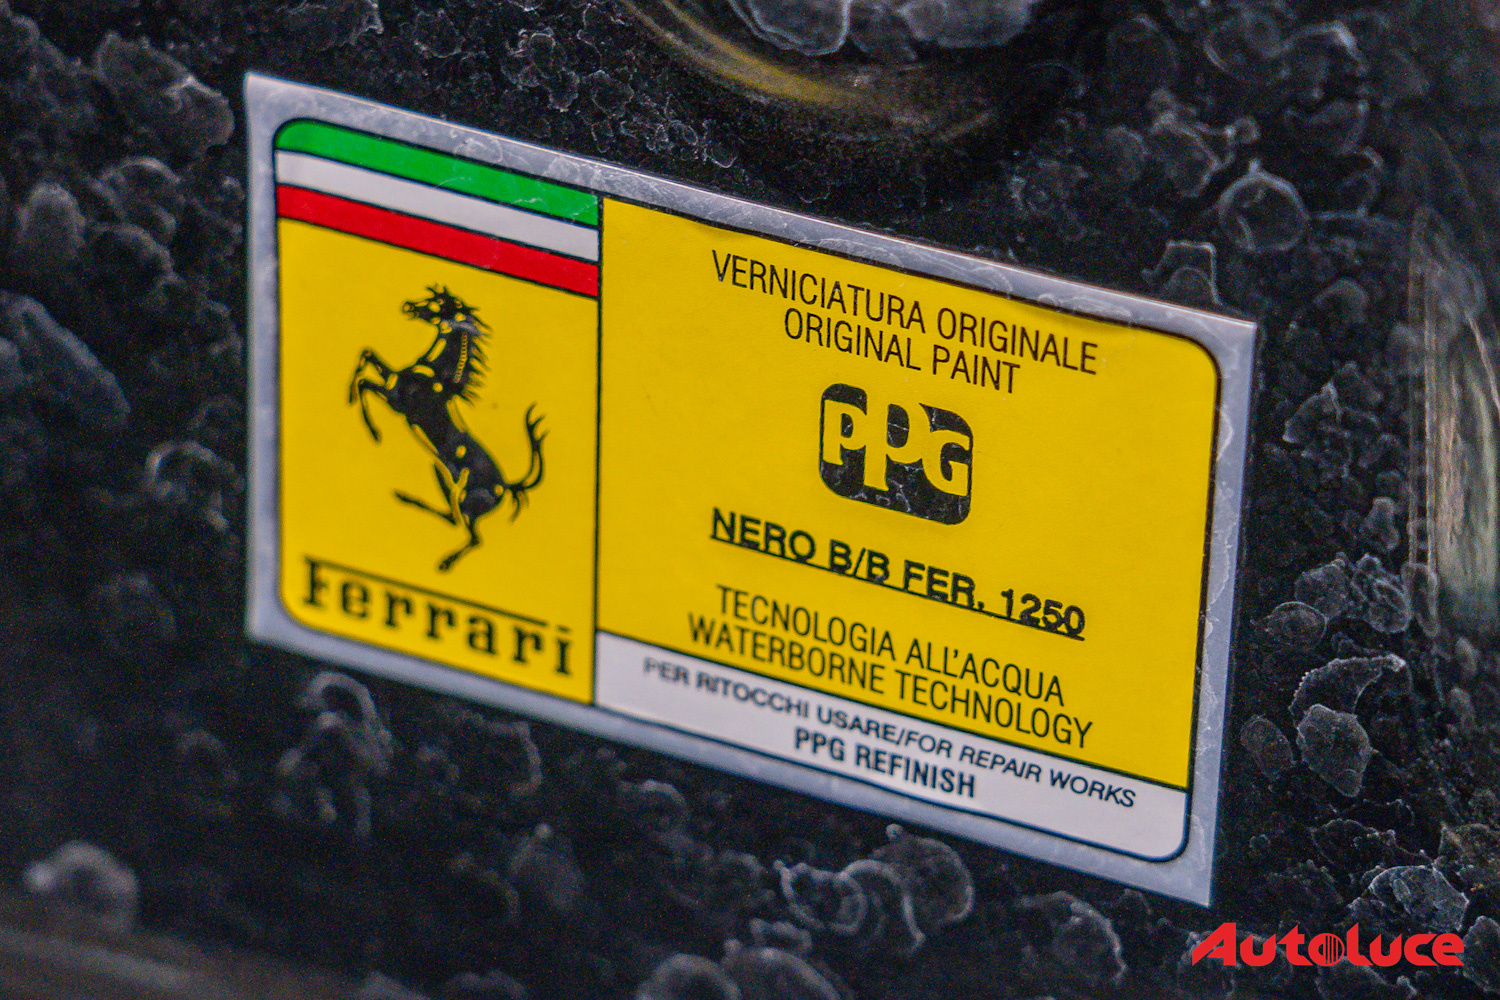 Ferrari
VERNICIATURA ORIGINALE
ORIGINAL PAINT
PPG
NERO B/B FER. 1250
TECNOLOGIA ALL'ACQUA
WATERBORNE TECHNOLOGY
PER RITOCCHI USARE/FOR REPAIR WORKS
PPG REFINISH
Autoluce